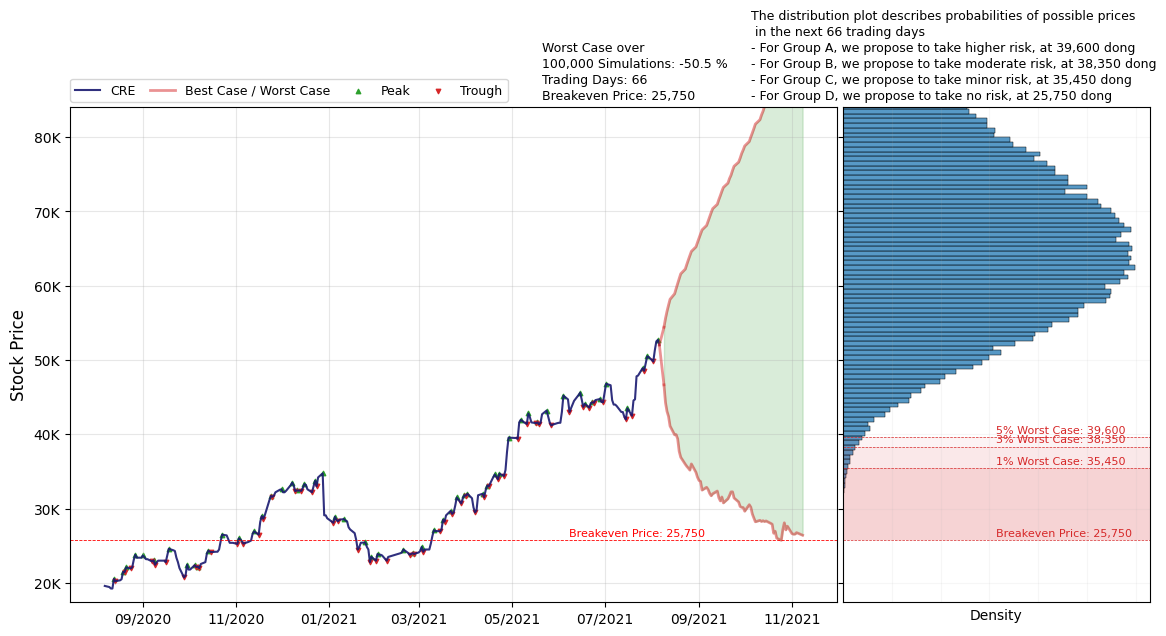 The distribution plot describes probabilities of possible prices
in the next 66 trading days
- For Group A, we propose to take higher risk, at 39,600 dong
- For Group B, we propose to take moderate risk, at 38,350 dong
- For Group C, we propose to take minor risk, at 35,450 dong
- For Group D, we propose to take no risk, at 25,750 dong
Worst Case over
100,000 Simulations: -50.5 %
Trading Days: 66
Breakeven Price: 25,750
CRE
Best Case / Worst Case
Peak
Trough
80K
70K
60K
50K
40K
30K
20K
Stock Price
Breakeven Price: 25,750
09/2020
11/2020
01/2021
03/2021
05/2021
07/2021
09/2021
11/2021
5% Worst Case: 39,600
3% Worst Case: 38,350
1% Worst Case: 35,450
Breakeven Price: 25,750
Density